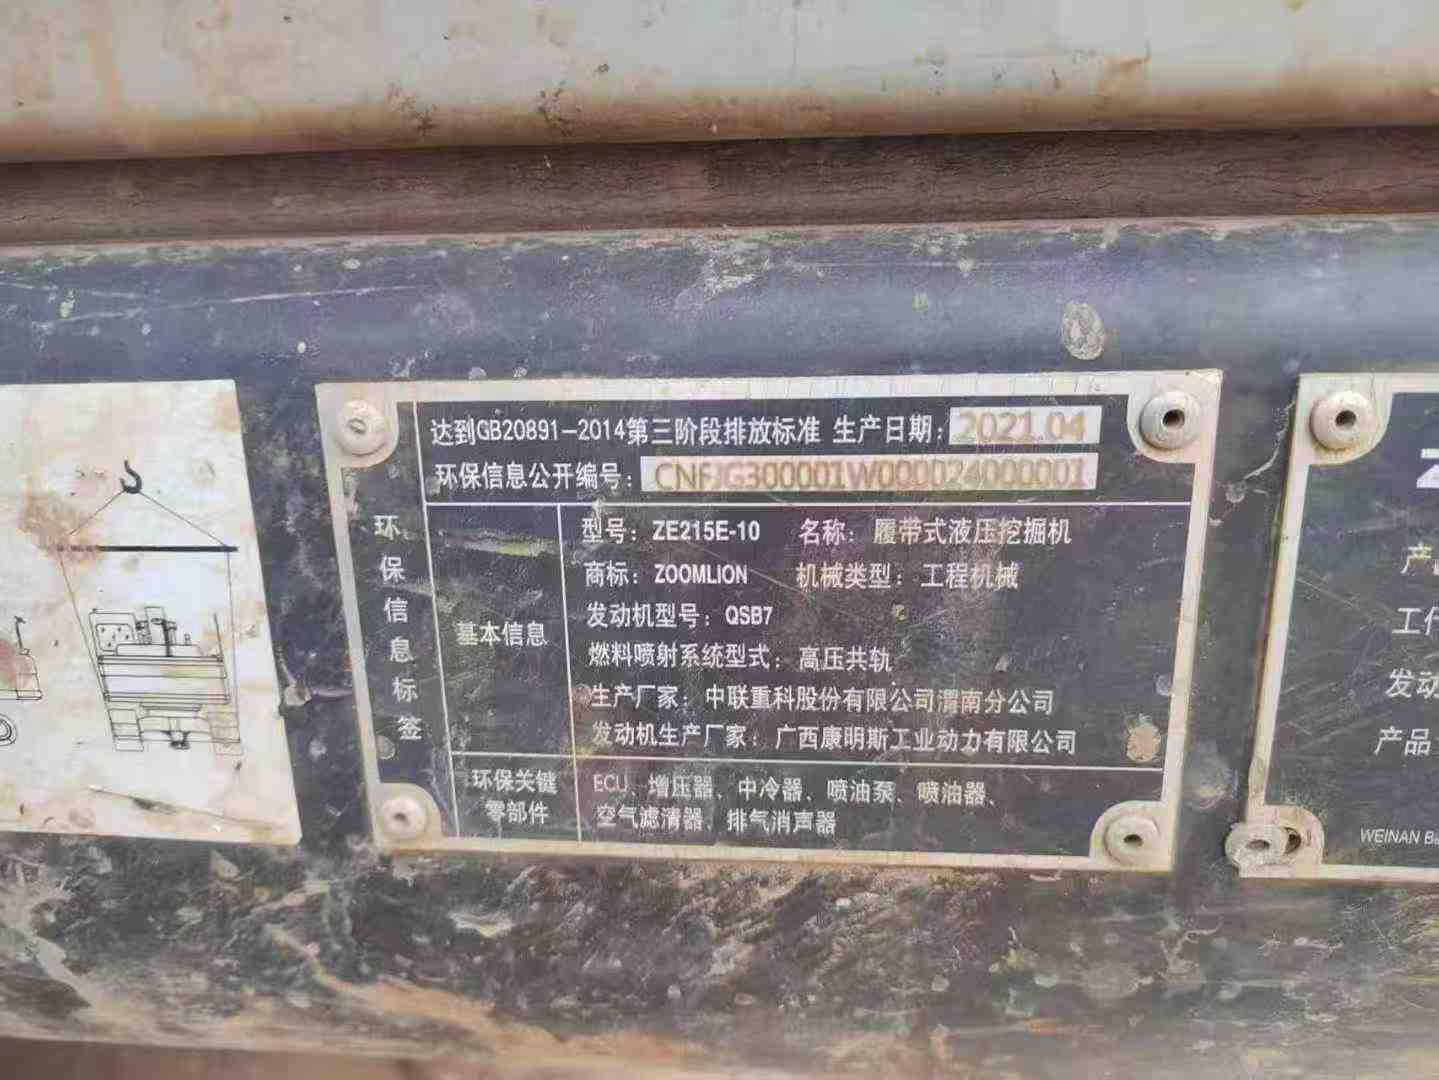 达到GB20891-2014第三阶段排放标准 生产日期: 2021.04
环保信息公开编号: CNFJG300001W000024000001
环保信息标签
基本信息
型号: ZE215E-10 名称: 履带式液压挖掘机
商标: ZOOMLION 机械类型: 工程机械
发动机型号: QSB7
燃料喷射系统型式: 高压共轨
生产厂家: 中联重科股份有限公司渭南分公司
发动机生产厂家: 广西康明斯工业动力有限公司
环保关键
零部件
ECU、增压器、中冷器、喷油泵、喷油器、
空气滤清器、排气消声器
Z
产
工作
发动
产品
WEINAN